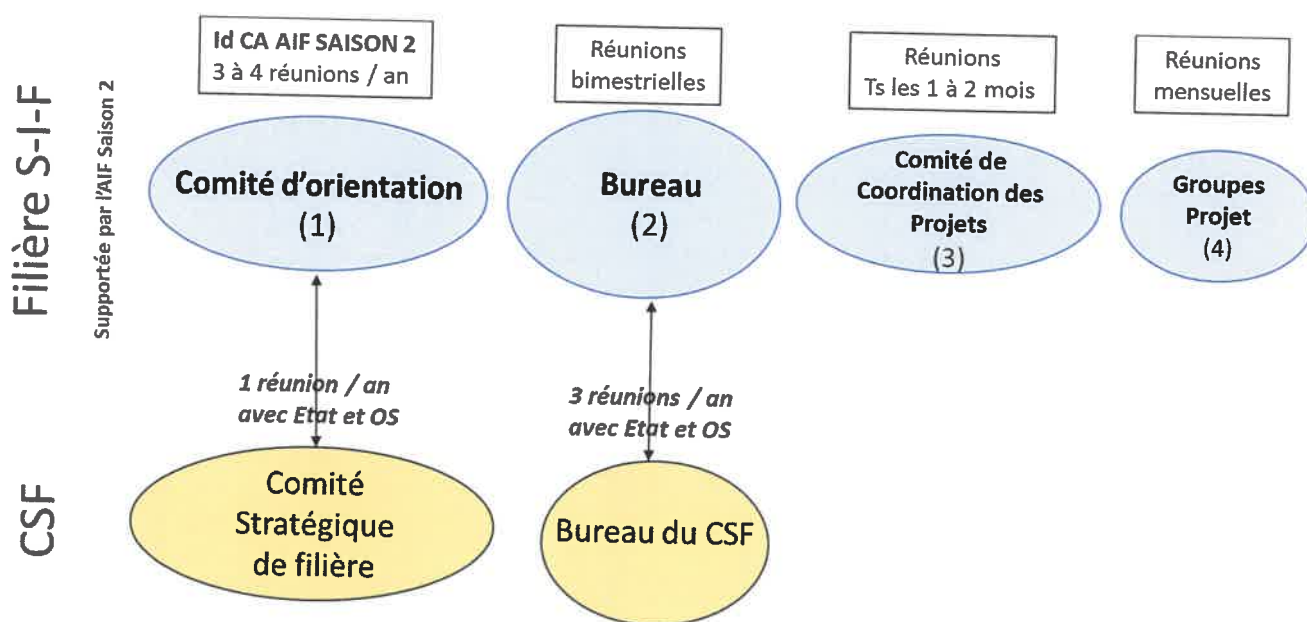 Filière S-I-F
Supportée par l'AIF Saison 2
Id CA AIF SAISON 2
3 à 4 réunions / an
Réunions
bimestrielles
Réunions
Ts les 1 à 2 mois
Réunions
mensuelles
Comité d'orientation
(1)
Bureau
(2)
Comité de
Coordination des
Projets
(3)
Groupes
Projet
(4)
1 réunion / an
avec Etat et OS
3 réunions / an
avec Etat et OS
CSF
Comité
Stratégique
de filière
Bureau du CSF